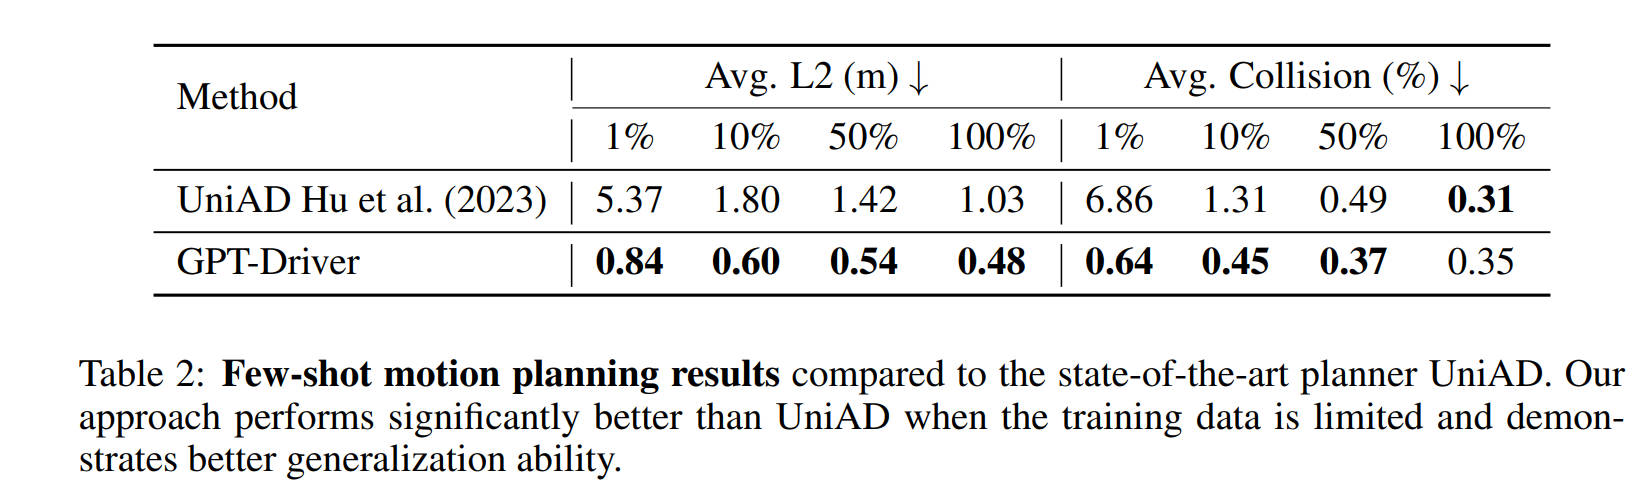 Method Avg. L2 (m) ↓ Avg. Collision (%) ↓
1% 10% 50% 100% 1% 10% 50% 100%
UniAD Hu et al. (2023) 5.37 1.80 1.42 1.03 6.86 1.31 0.49 0.31
GPT-Driver 0.84 0.60 0.54 0.48 0.64 0.45 0.37 0.35
Table 2: Few-shot motion planning results compared to the state-of-the-art planner UniAD. Our
approach performs significantly better than UniAD when the training data is limited and demon-
strates better generalization ability.